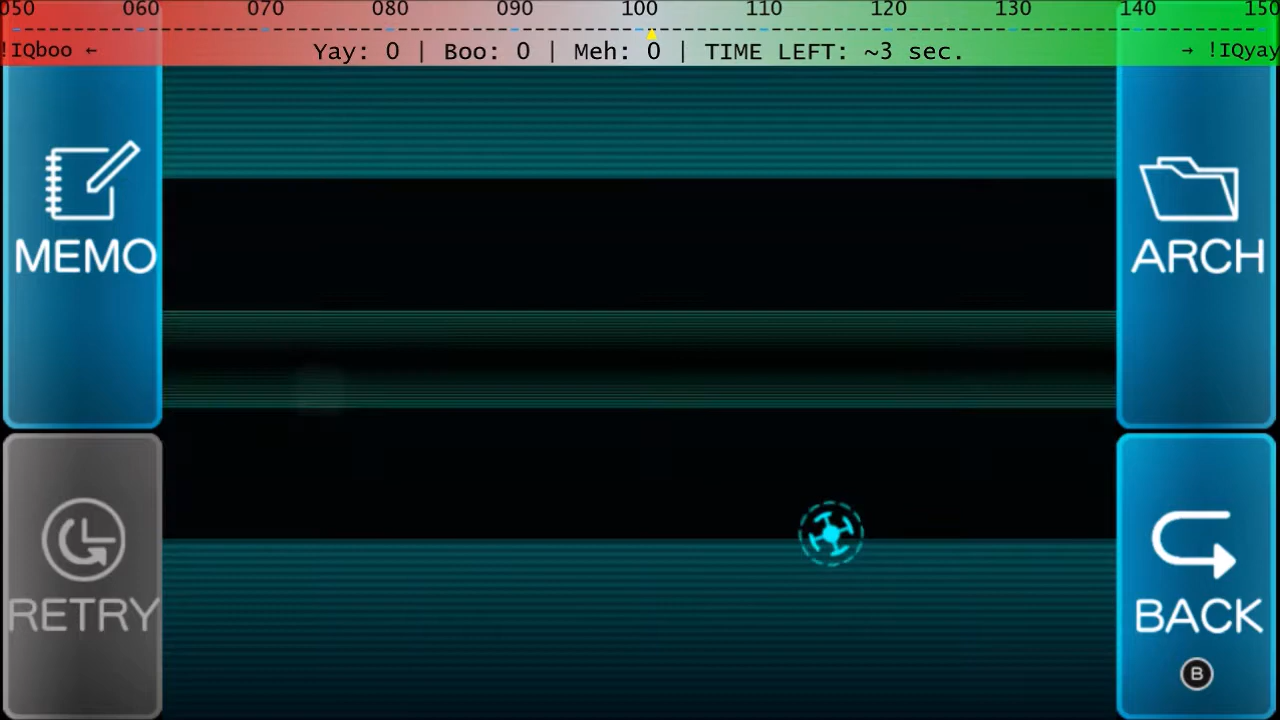 050 060 070 080 090 100 110 120 130 140 150
!IQboo ← Yay: 0 | Boo: 0 | Meh: 0 | TIME LEFT: ~3 sec. → !IQyay
MEMO
ARCH
RETRY
BACK
B